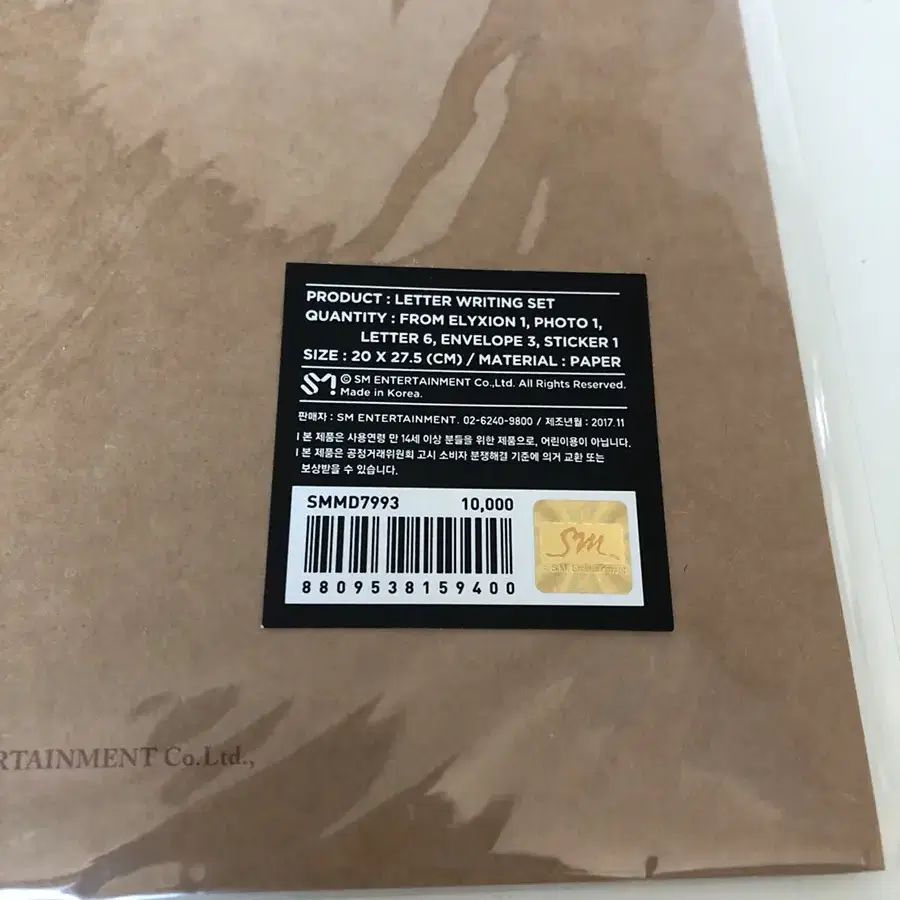 PRODUCT : LETTER WRITING SET
QUANTITY : FROM ELYXION 1, PHOTO 1,
LETTER 6, ENVELOPE 3, STICKER 1
SIZE : 20 X 27.5 (CM) / MATERIAL : PAPER
SM! © SM ENTERTAINMENT Co.,Ltd. All Rights Reserved.
Made in Korea.
판매자 : SM ENTERTAINMENT. 02-6240-9800 / 제조년월 : 2017.11
l 본 제품은 사용연령 만 14세 이상 분들을 위한 제품으로, 어린이용이 아닙니다.
l 본 제품은 공정거래위원회 고시 소비자 분쟁해결 기준에 의거 교환 또는
보상받을 수 있습니다.
SMMD7993 10,000
8809538159400
SM
S.M. Entertainment
RTAINMENT Co.Ltd.,